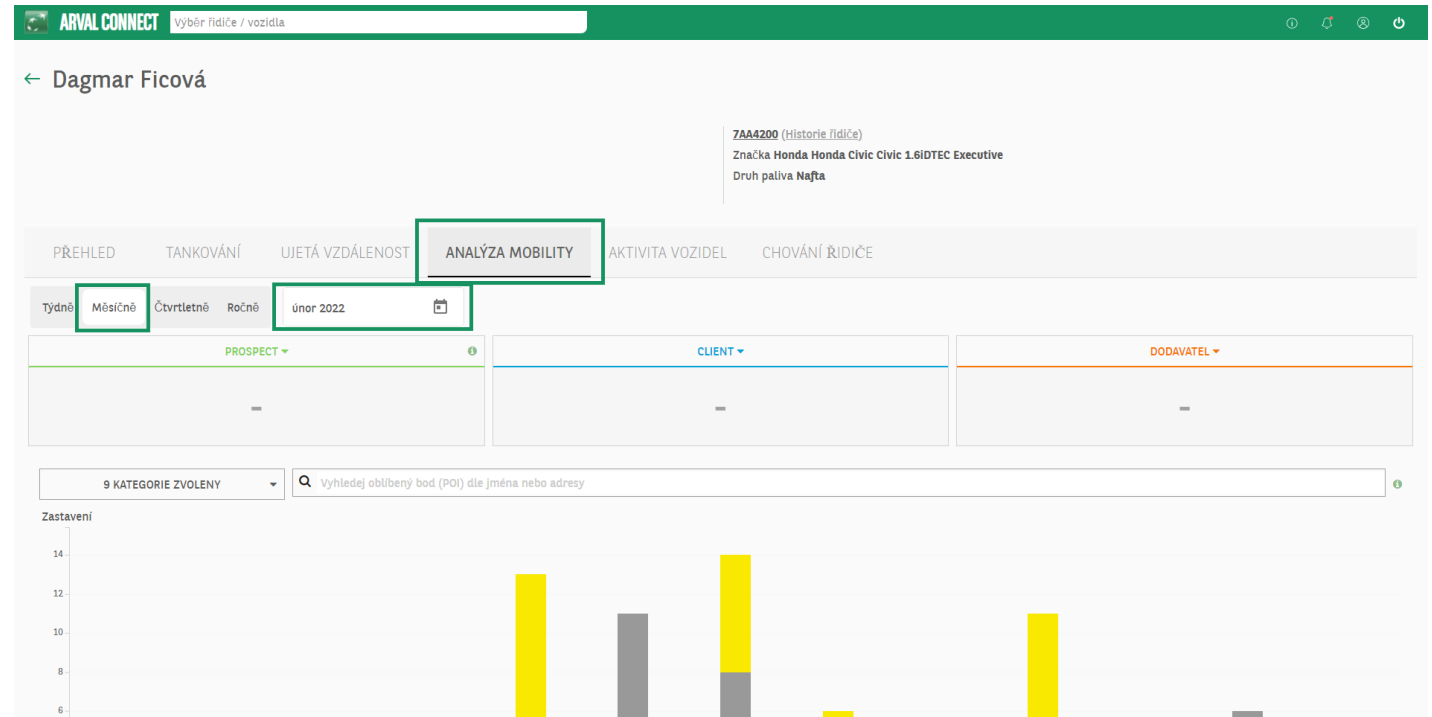 ARVAL CONNECT Výběr řidiče / vozidla
← Dagmar Ficová
7AA4200 (Historie řidiče)
Značka Honda Honda Civic Civic 1.6iDTEC Executive
Druh paliva Nafta
PŘEHLED TANKOVÁNÍ UJETÁ VZDÁLENOST ANALÝZA MOBILITY AKTIVITA VOZIDEL CHOVÁNÍ ŘIDIČE
Týdně Měsíčně Čtvrtletně Ročně únor 2022
PROSPECT CLIENT DODAVATEL
- - -
9 KATEGORIE ZVOLENY Vyhledej oblíbený bod (POI) dle jména nebo adresy
Zastavení
14
12
10
8
6